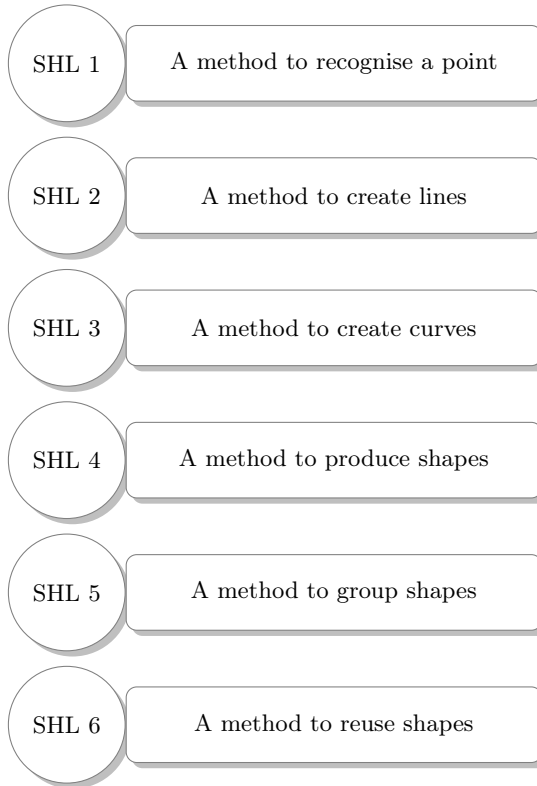 SHL 1 A method to recognise a point
SHL 2 A method to create lines
SHL 3 A method to create curves
SHL 4 A method to produce shapes
SHL 5 A method to group shapes
SHL 6 A method to reuse shapes